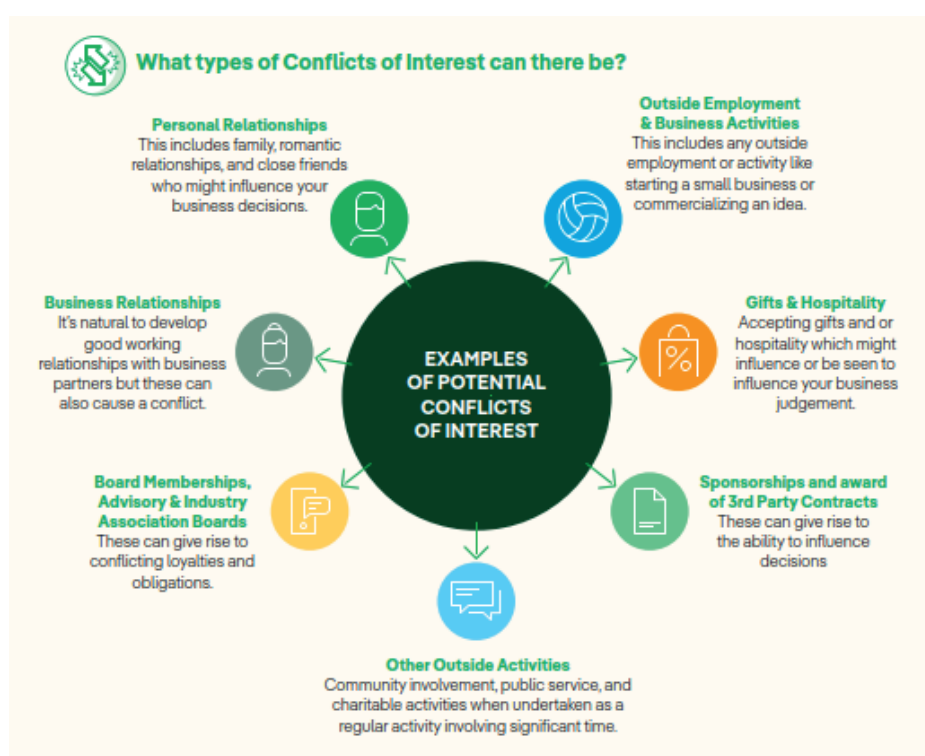 What types of Conflicts of Interest can there be?
Personal Relationships
This includes family, romantic
relationships, and close friends
who might influence your
business decisions.
Outside Employment
& Business Activities
This includes any outside
employment or activity like
starting a small business or
commercializing an idea.
Business Relationships
It's natural to develop
good working
relationships with business
partners but these can
also cause a conflict.
EXAMPLES
OF POTENTIAL
CONFLICTS
OF INTEREST
Gifts & Hospitality
Accepting gifts and or
hospitality which might
influence or be seen to
influence your business
judgement.
Board Memberships,
Advisory & Industry
Association Boards
These can give rise to
conflicting loyalties and
obligations.
Sponsorships and award
of 3rd Party Contracts
These can give rise to
the ability to influence
decisions
Other Outside Activities
Community involvement, public service, and
charitable activities when undertaken as a
regular activity involving significant time.